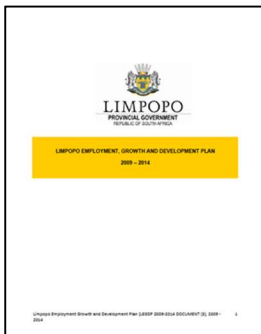 LIMPOPO
PROVINCIAL GOVERNMENT
REPUBLIC OF SOUTH AFRICA
LIMPOPO EMPLOYMENT, GROWTH AND DEVELOPMENT PLAN
2009 – 2014
Limpopo Employment Growth and Development Plan (LEGDP 2009-2014 DOCUMENT (3), 2009 - 1
2014